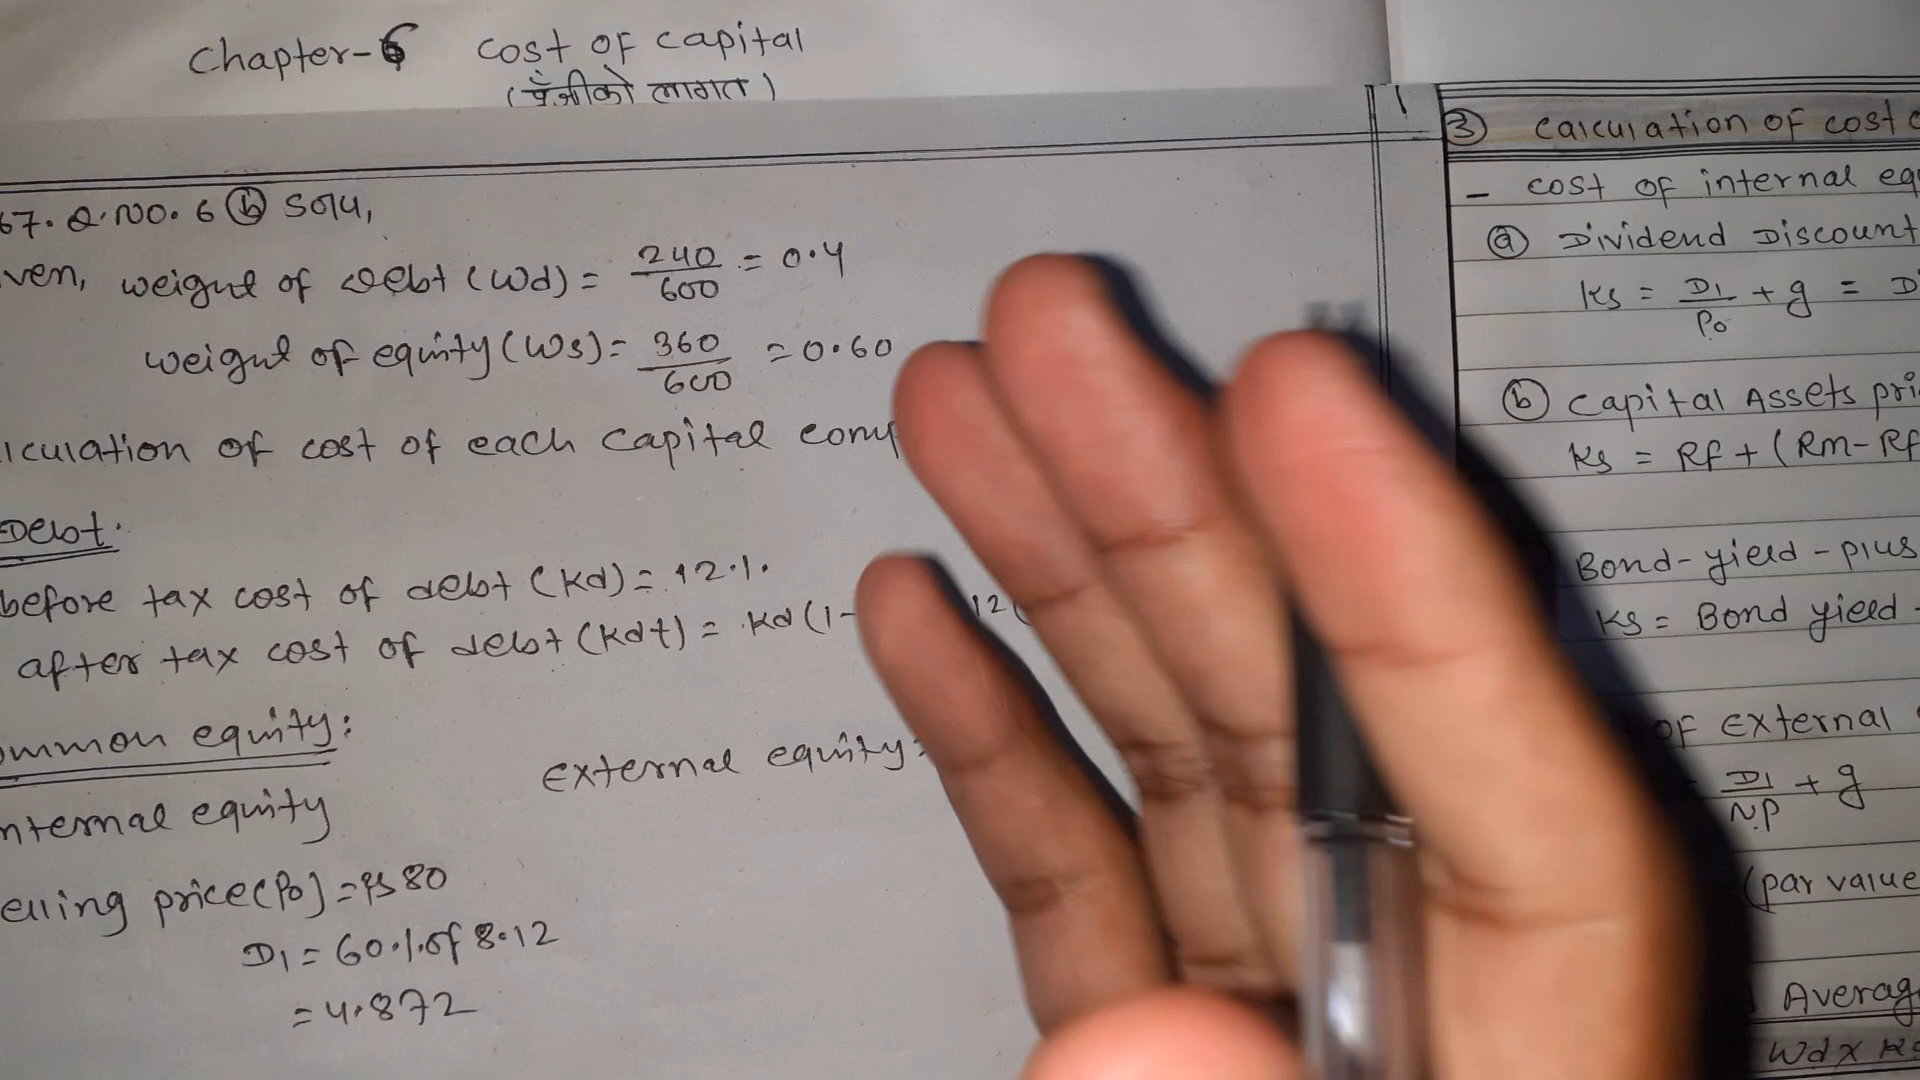 Chapter-6 cost of capital
(पूँजीको लागत)
67. Q.NO. 6 (b) soln,
ven, weight of debt (wd) = 240/600 = 0.4
weight of equity (ws) = 360/600 = 0.60
lculation of cost of each capital comp
Debt.
before tax cost of debt (kd) = 12%.
after tax cost of debt (kdt) = kd (1- 12(
ommon equity:
nternal equity
external equity:
elling price (Po) = Rs 80
D1 = 60% of 8.12
= 4.872
(3) calculation of cost
- cost of internal eq
(a) Dividend Discount
ks = D1/Po + g = D
(b) Capital Assets pri
ks = Rf + (Rm-Rf
Bond-yield-plus
ks = Bond yield
of External
= D1/NP + g
(par value
Averag
Wd x K